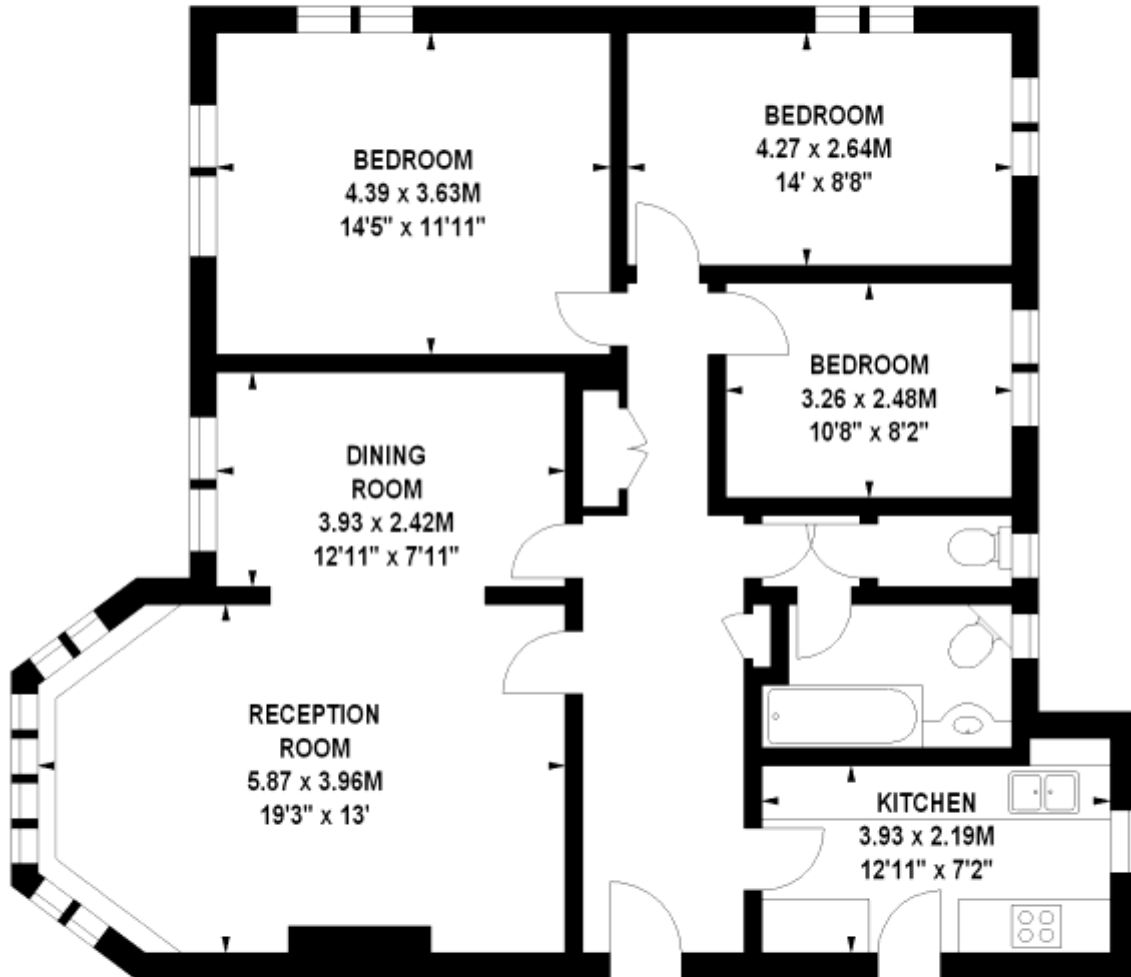 BEDROOM
4.39 x 3.63M
14'5" x 11'11"
BEDROOM
4.27 x 2.64M
14' x 8'8"
BEDROOM
3.26 x 2.48M
10'8" x 8'2"
DINING
ROOM
3.93 x 2.42M
12'11" x 7'11"
RECEPTION
ROOM
5.87 x 3.96M
19'3" x 13'
KITCHEN
3.93 x 2.19M
12'11" x 7'2"